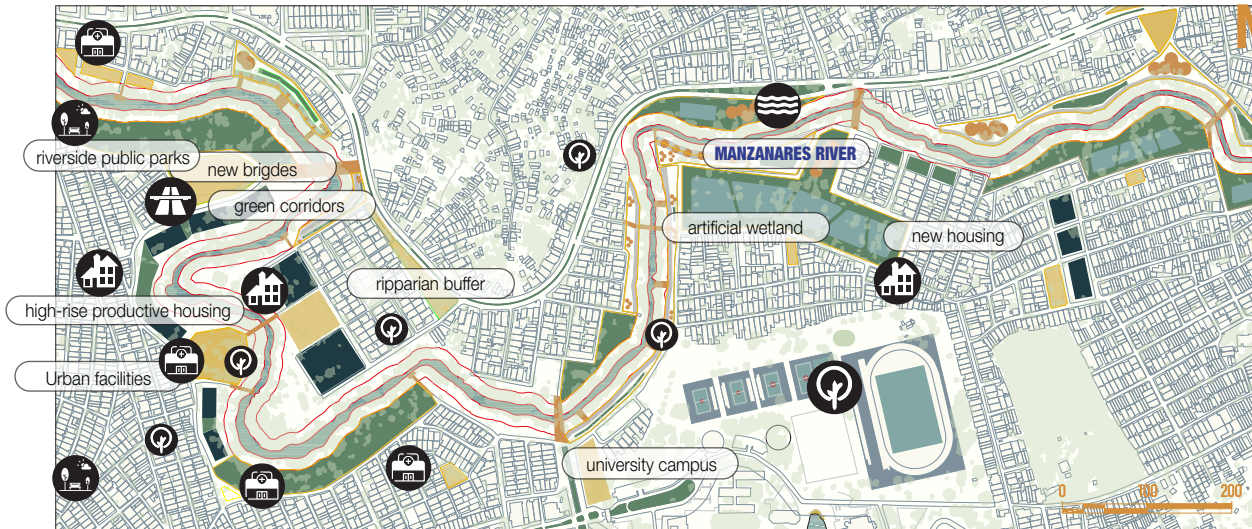 N
riverside public parks
new brigdes
green corridors
MANZANARES RIVER
artificial wetland
new housing
ripparian buffer
high-rise productive housing
Urban facilities
university campus
0 100 200